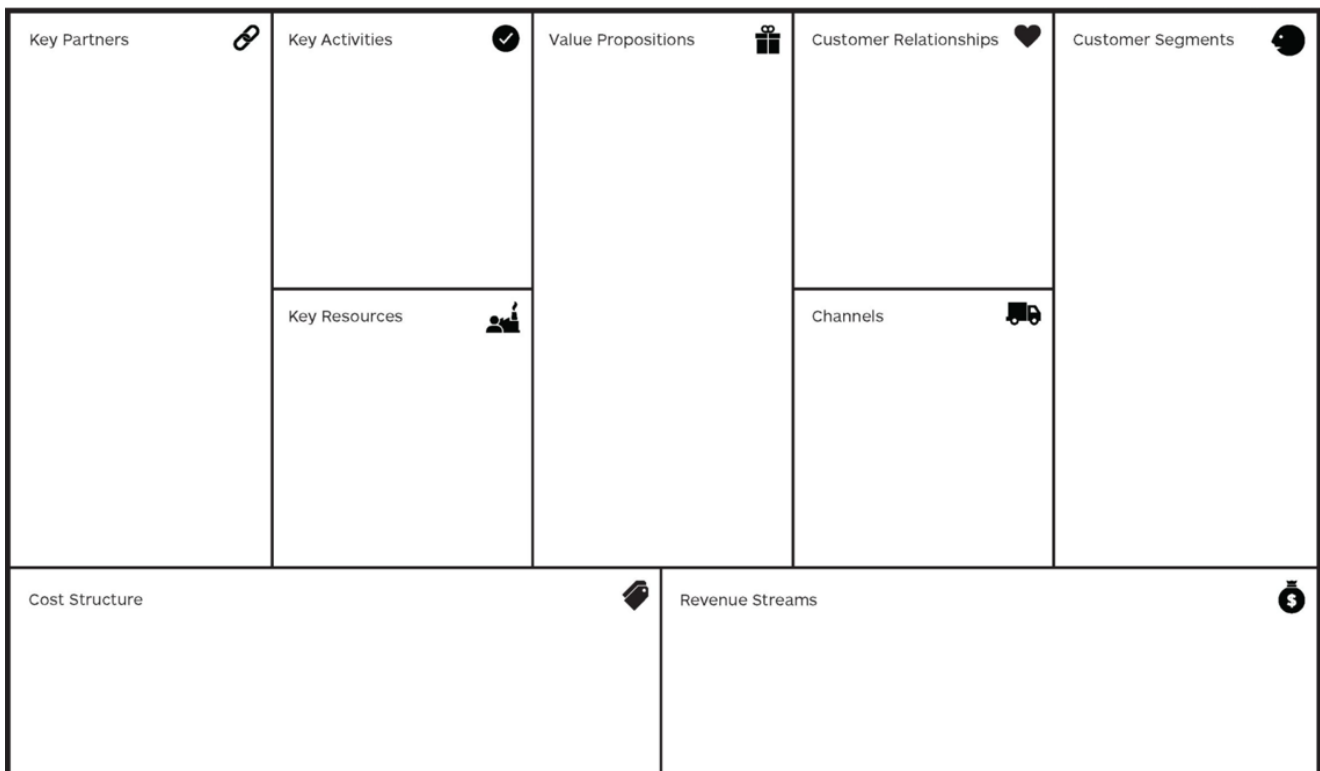 Key Partners
Key Activities
Value Propositions
Customer Relationships
Customer Segments
Key Resources
Channels
Cost Structure
Revenue Streams
$